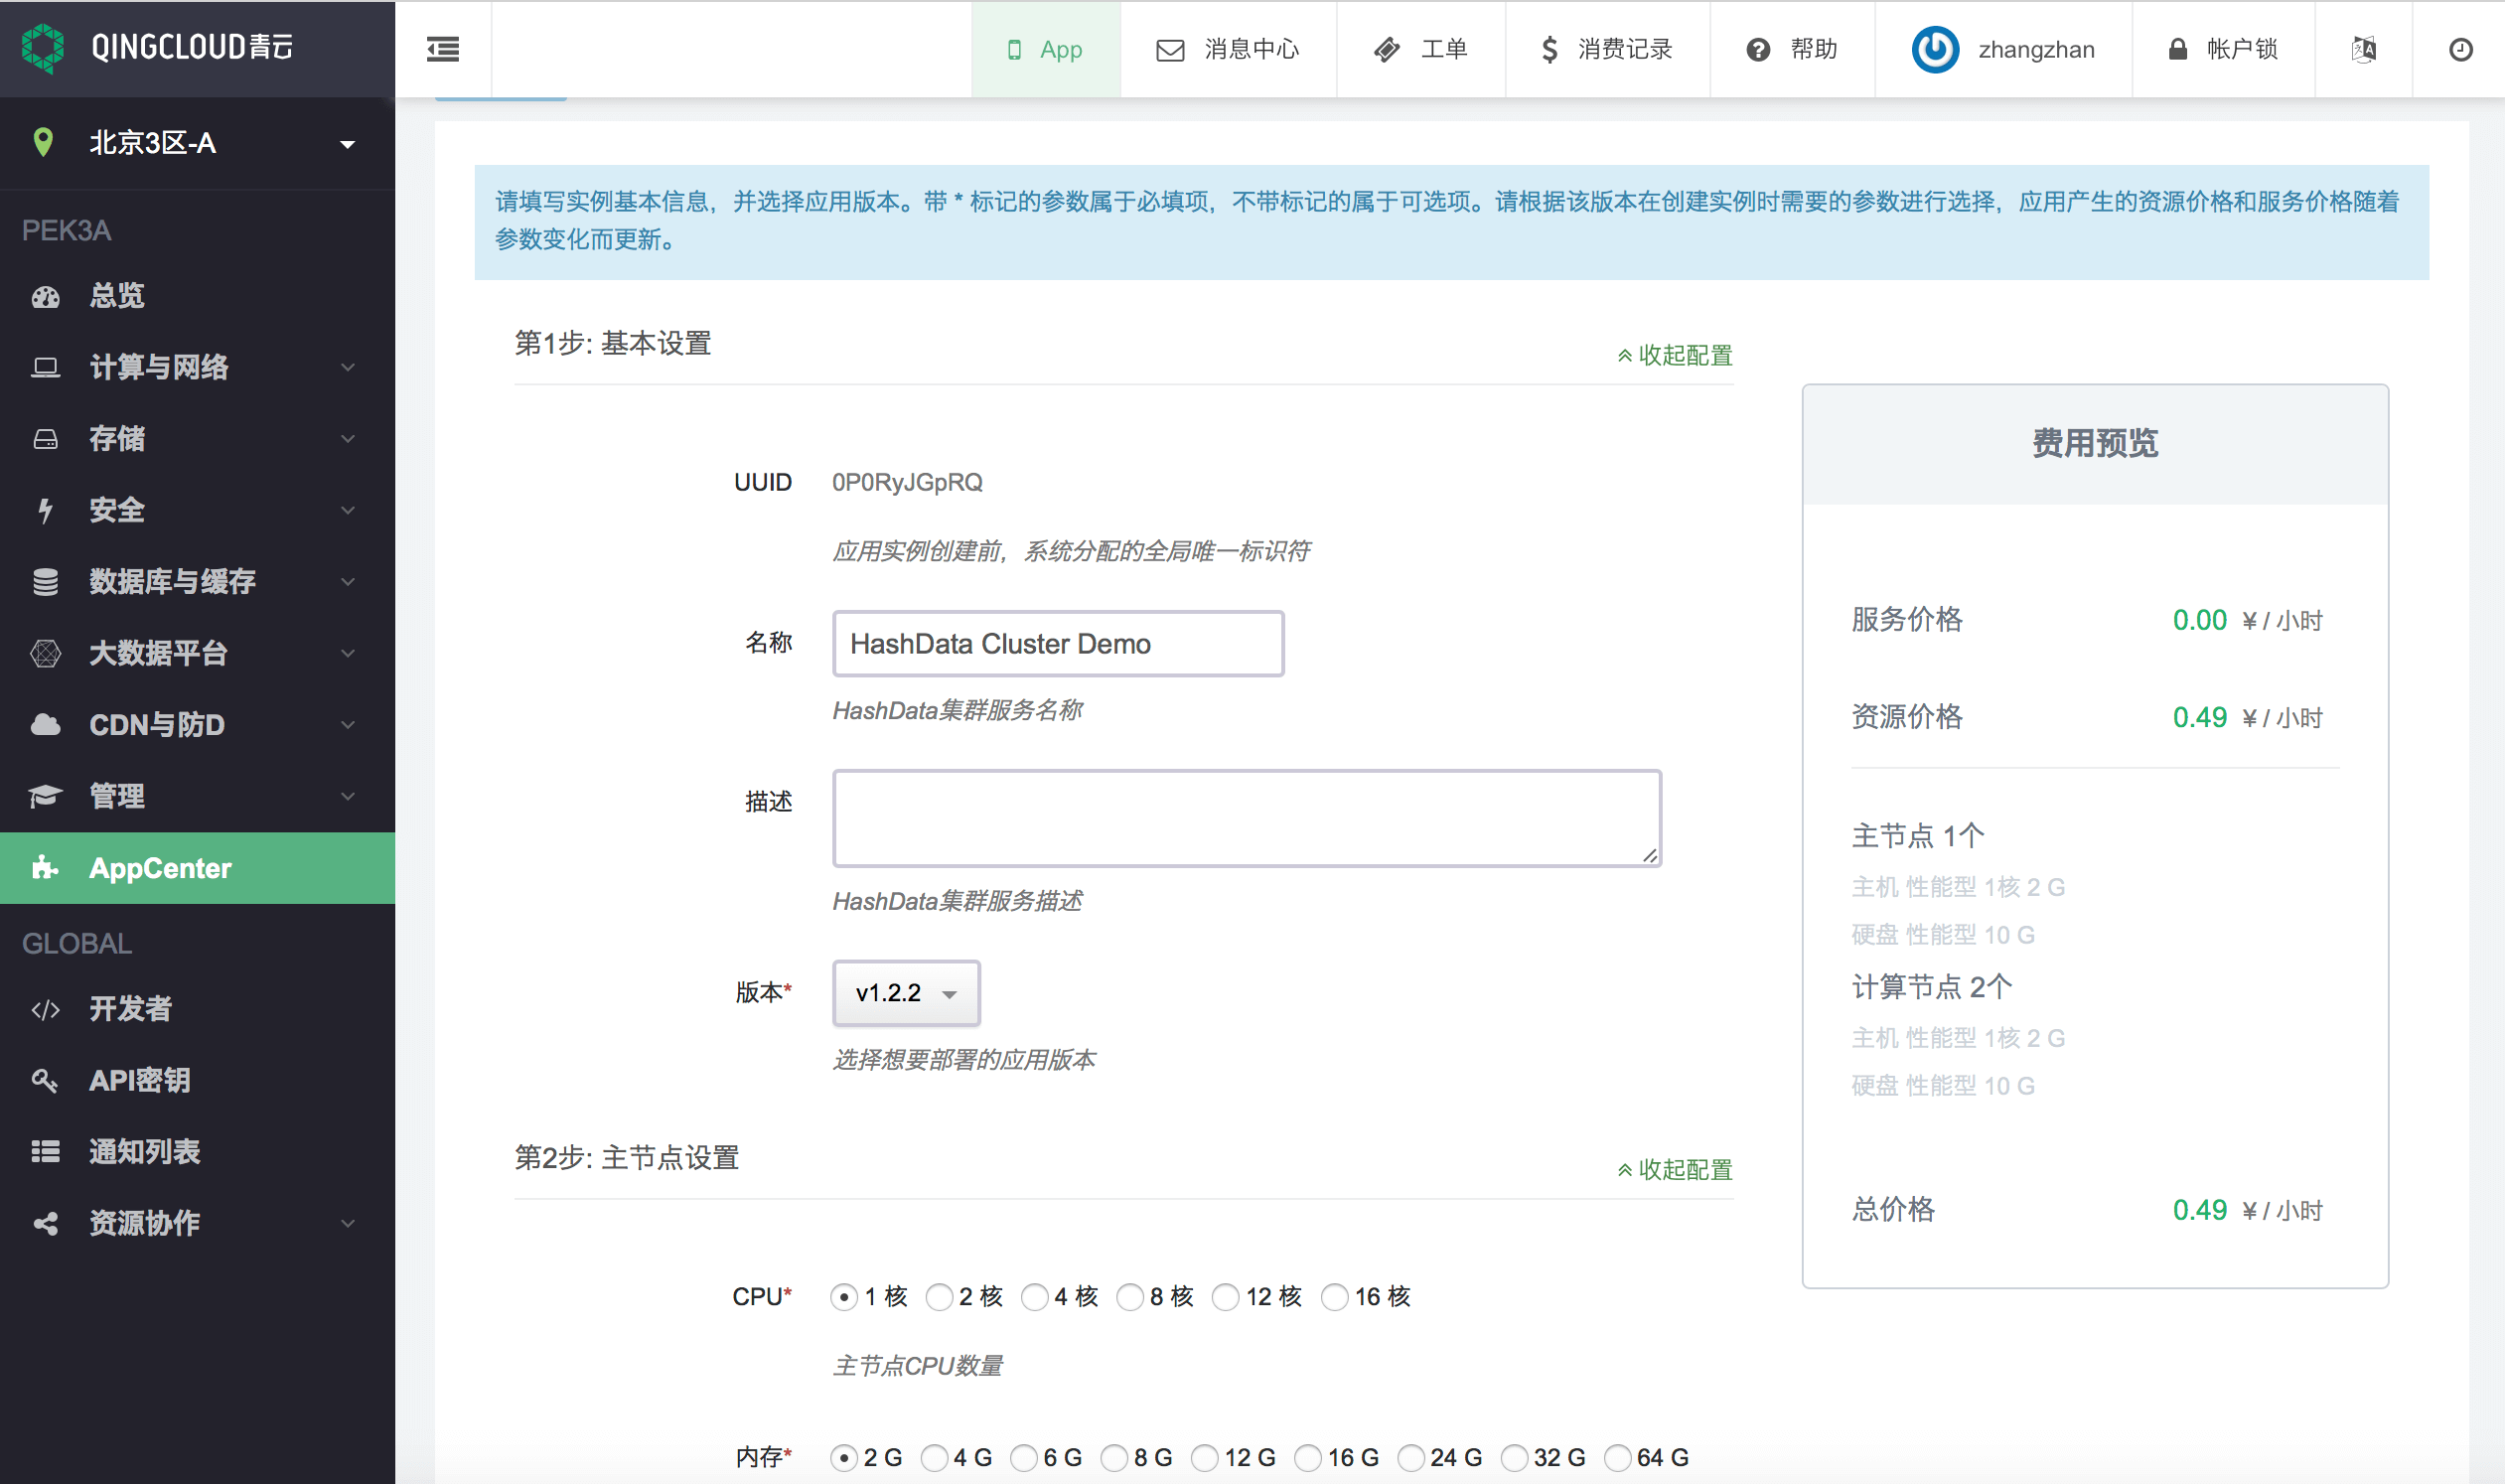 QINGCLOUD青云
App
消息中心
工单
消费记录
帮助
zhangzhan
帐户锁
北京3区-A
PEK3A
总览
计算与网络
存储
安全
数据库与缓存
大数据平台
CDN与防D
管理
AppCenter
GLOBAL
开发者
API密钥
通知列表
资源协作
请填写实例基本信息，并选择应用版本。带 * 标记的参数属于必填项，不带标记的属于可选项。请根据该版本在创建实例时需要的参数进行选择，应用产生的资源价格和服务价格随着
参数变化而更新。
第1步: 基本设置
收起配置
UUID 0P0RyJGpRQ
应用实例创建前，系统分配的全局唯一标识符
名称 HashData Cluster Demo
HashData集群服务名称
描述
HashData集群服务描述
版本* v1.2.2
选择想要部署的应用版本
第2步: 主节点设置
收起配置
CPU* 1 核 2 核 4 核 8 核 12 核 16 核
主节点CPU数量
内存* 2 G 4 G 6 G 8 G 12 G 16 G 24 G 32 G 64 G
费用预览
服务价格 0.00 ¥ / 小时
资源价格 0.49 ¥ / 小时
主节点 1个
主机 性能型 1核 2 G
硬盘 性能型 10 G
计算节点 2个
主机 性能型 1核 2 G
硬盘 性能型 10 G
总价格 0.49 ¥ / 小时